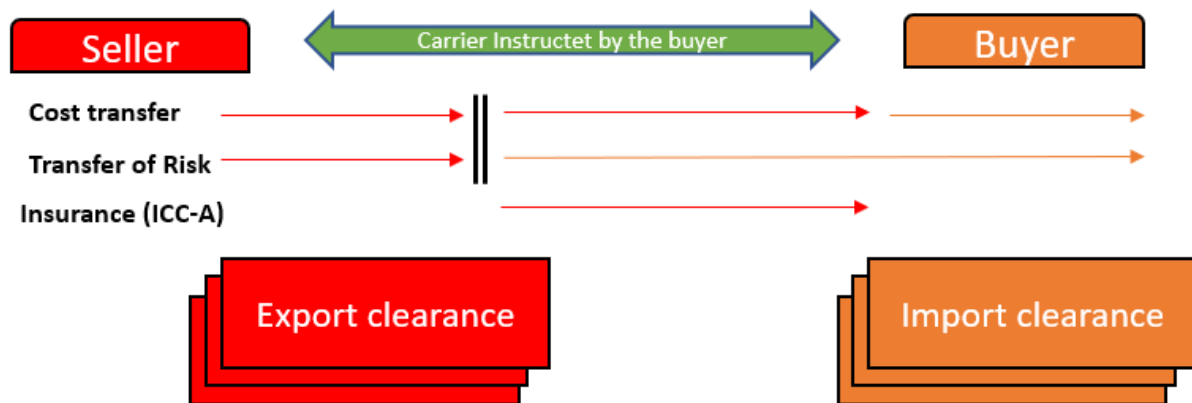 Seller
Carrier Instructet by the buyer
Buyer
Cost transfer
Transfer of Risk
Insurance (ICC-A)
Export clearance
Import clearance